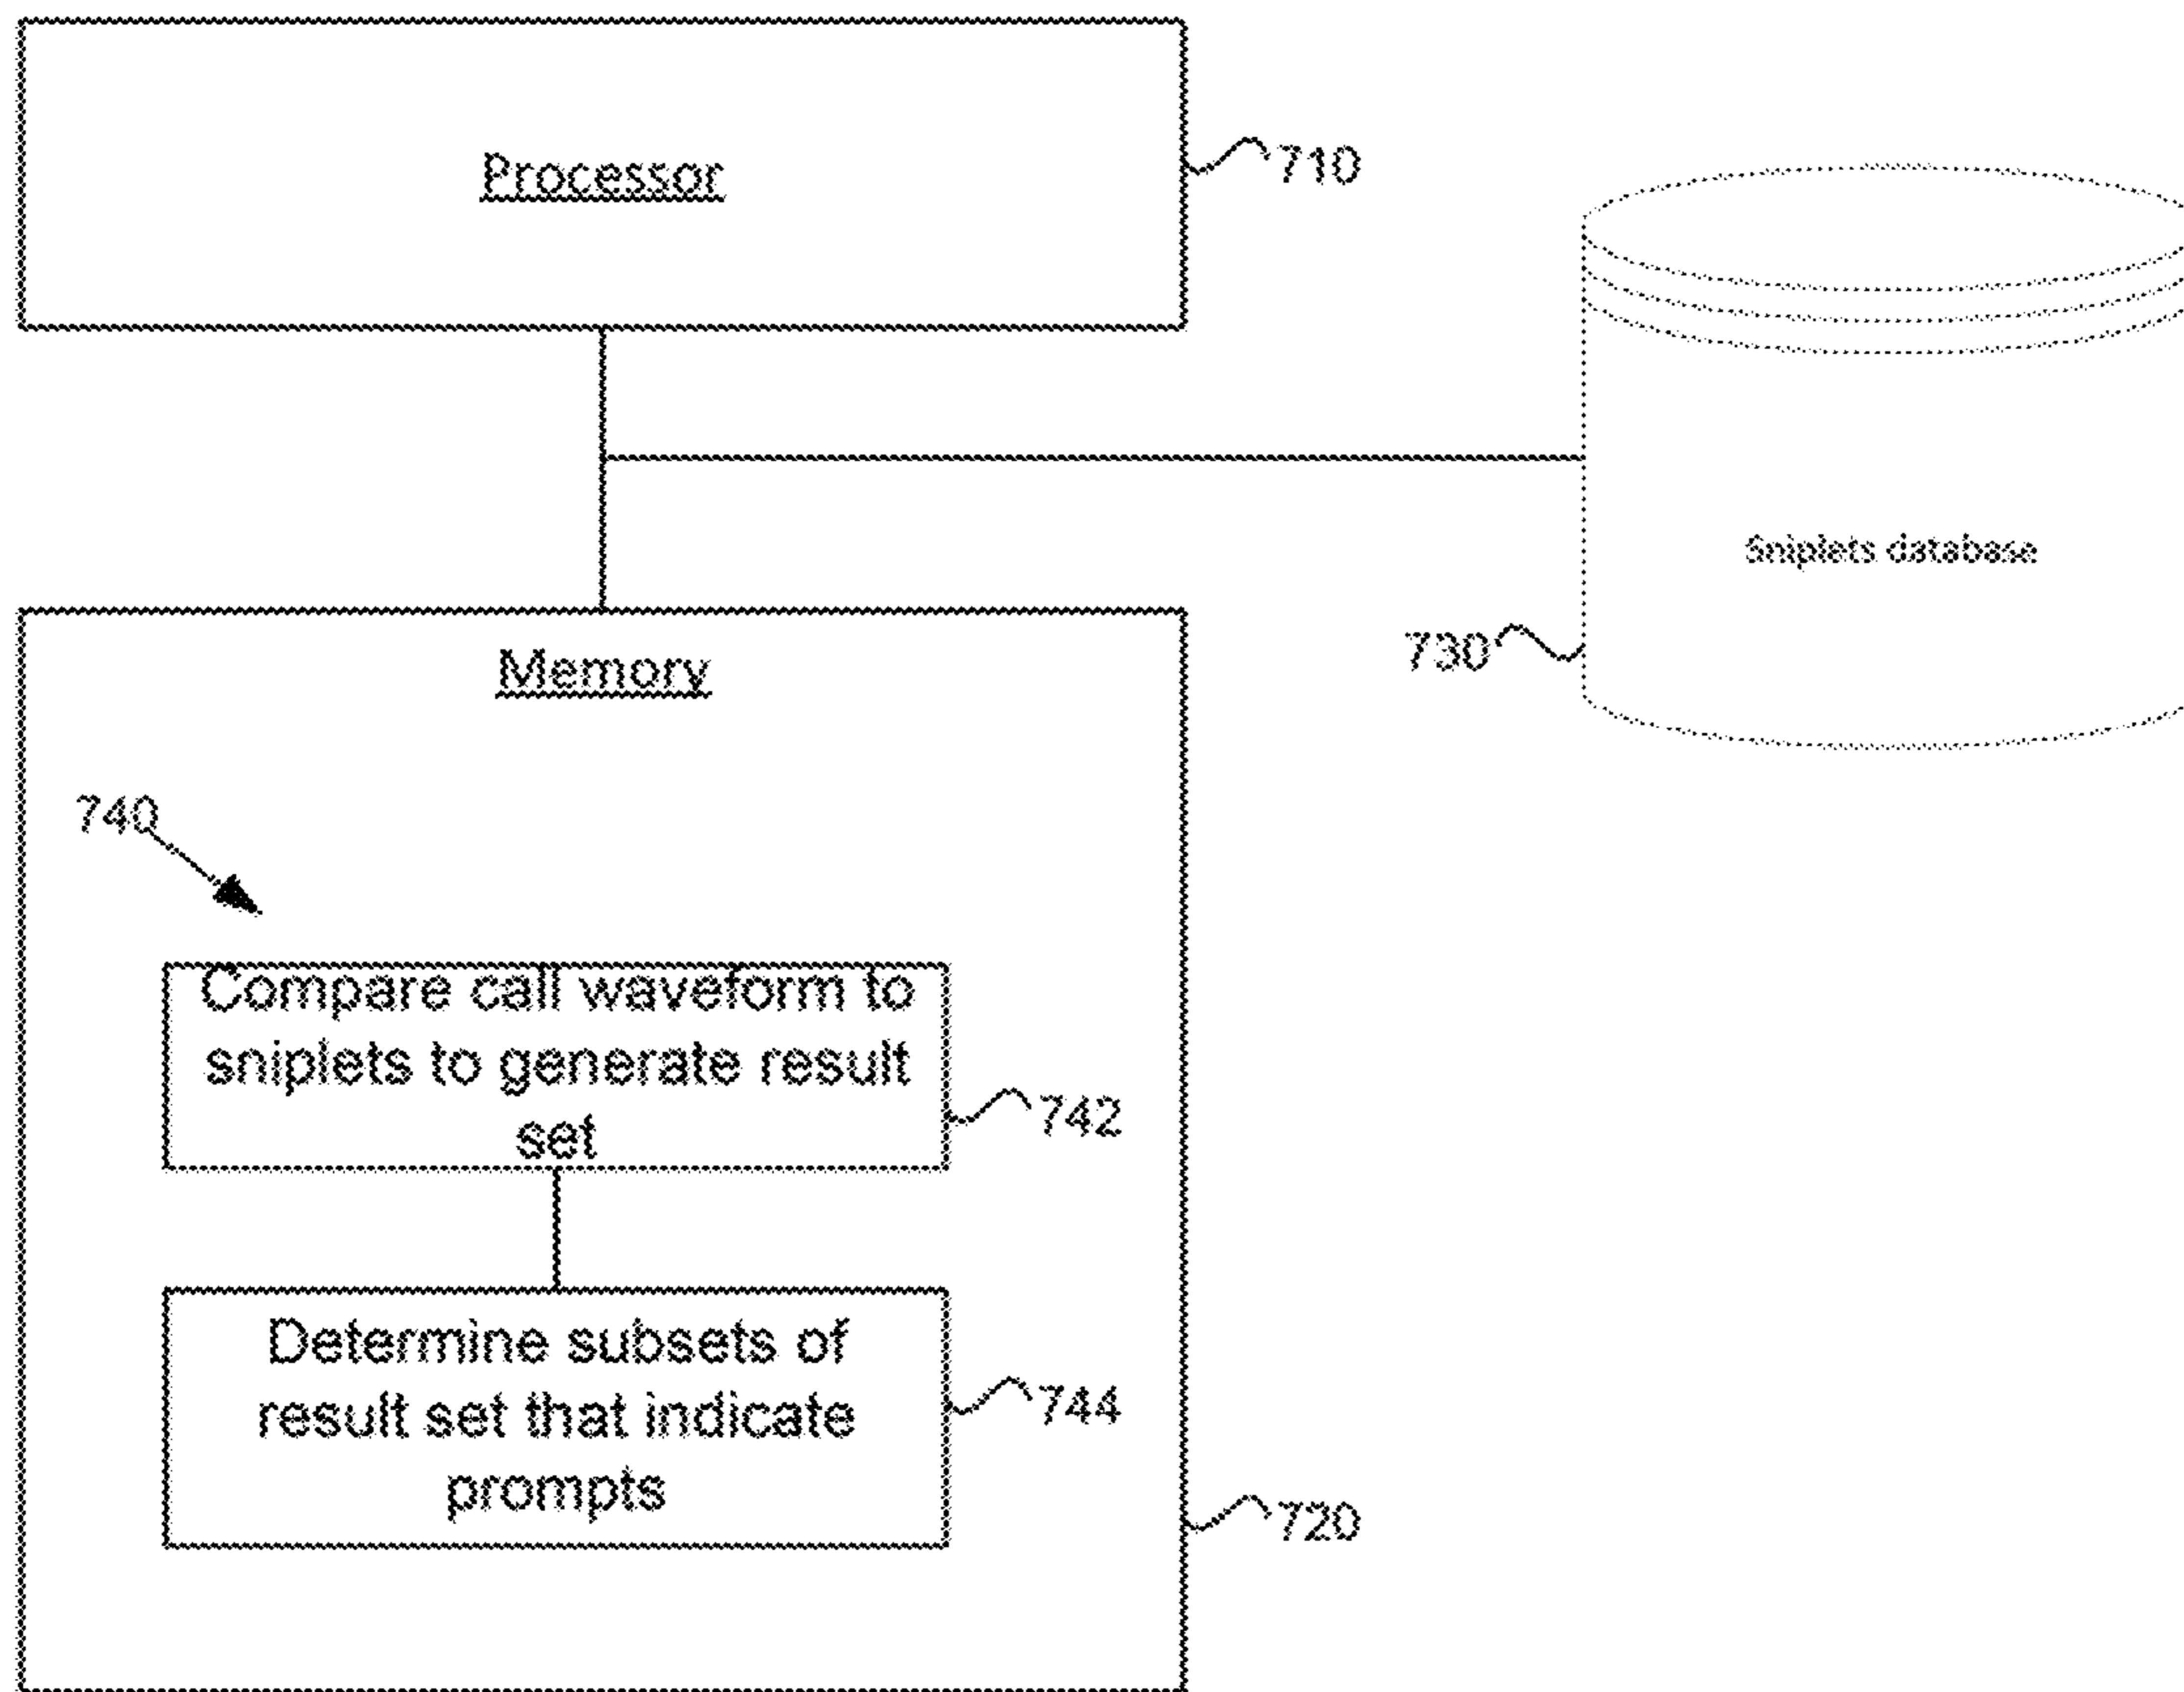 Processor
710
Sniplets database
730
Memory
740
Compare call waveform to
sniplets to generate result
set
742
Determine subsets of
result set that indicate
prompts
744
720